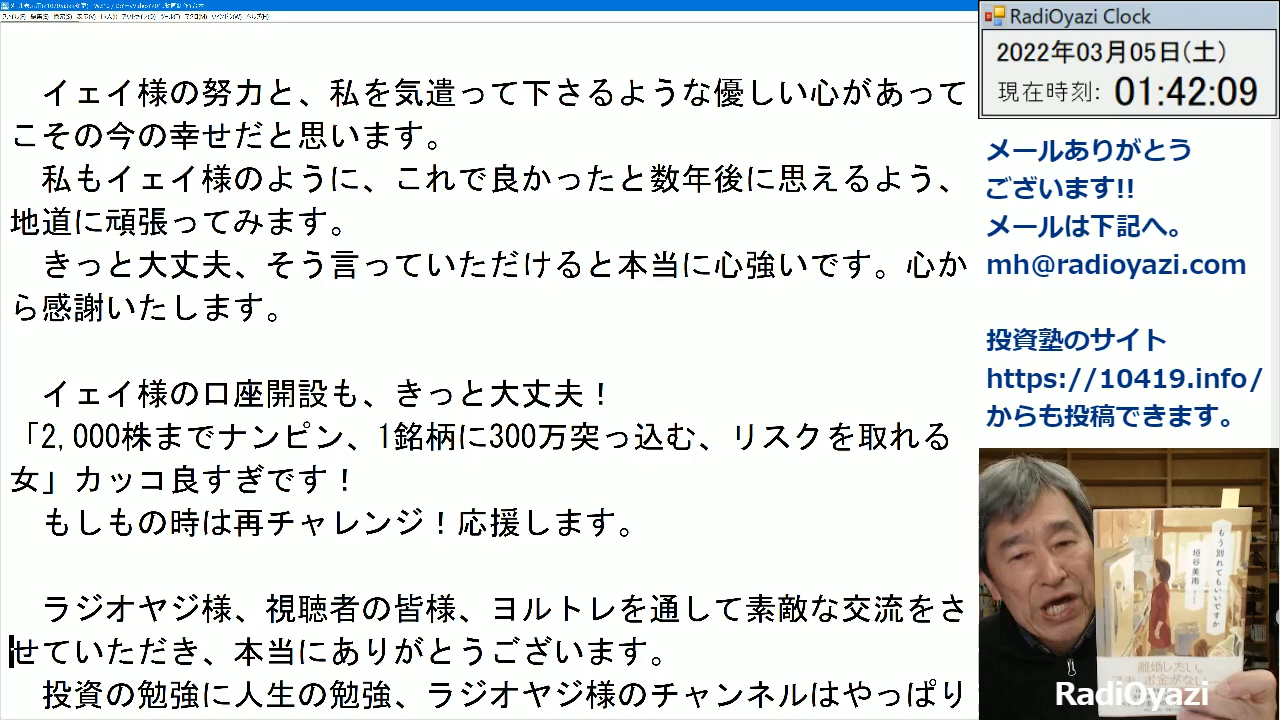 イェイ様の努力と、私を気遣って下さるような優しい心があって
こその今の幸せだと思います。
私もイェイ様のように、これで良かったと数年後に思えるよう、
地道に頑張ってみます。
きっと大丈夫、そう言っていただけると本当に心強いです。心か
ら感謝いたします。
イェイ様の口座開設も、きっと大丈夫！
「2,000株までナンピン、1銘柄に300万突っ込む、リスクを取れる
女」カッコ良すぎです！
もしもの時は再チャレンジ！応援します。
ラジオヤジ様、視聴者の皆様、ヨルトレを通して素敵な交流をさ
せていただき、本当にありがとうございます。
投資の勉強に人生の勉強、ラジオヤジ様のチャンネルはやっぱり
RadiOyazi Clock
2022年03月05日(土)
現在時刻: 01:42:09
メールありがとう
ございます!!
メールは下記へ。
mh@radioyazi.com
投資塾のサイト
https://10419.info/
からも投稿できます。
もう別れてもいいですか
垣谷美雨
離婚したい。
お金がない
RadiOyazi